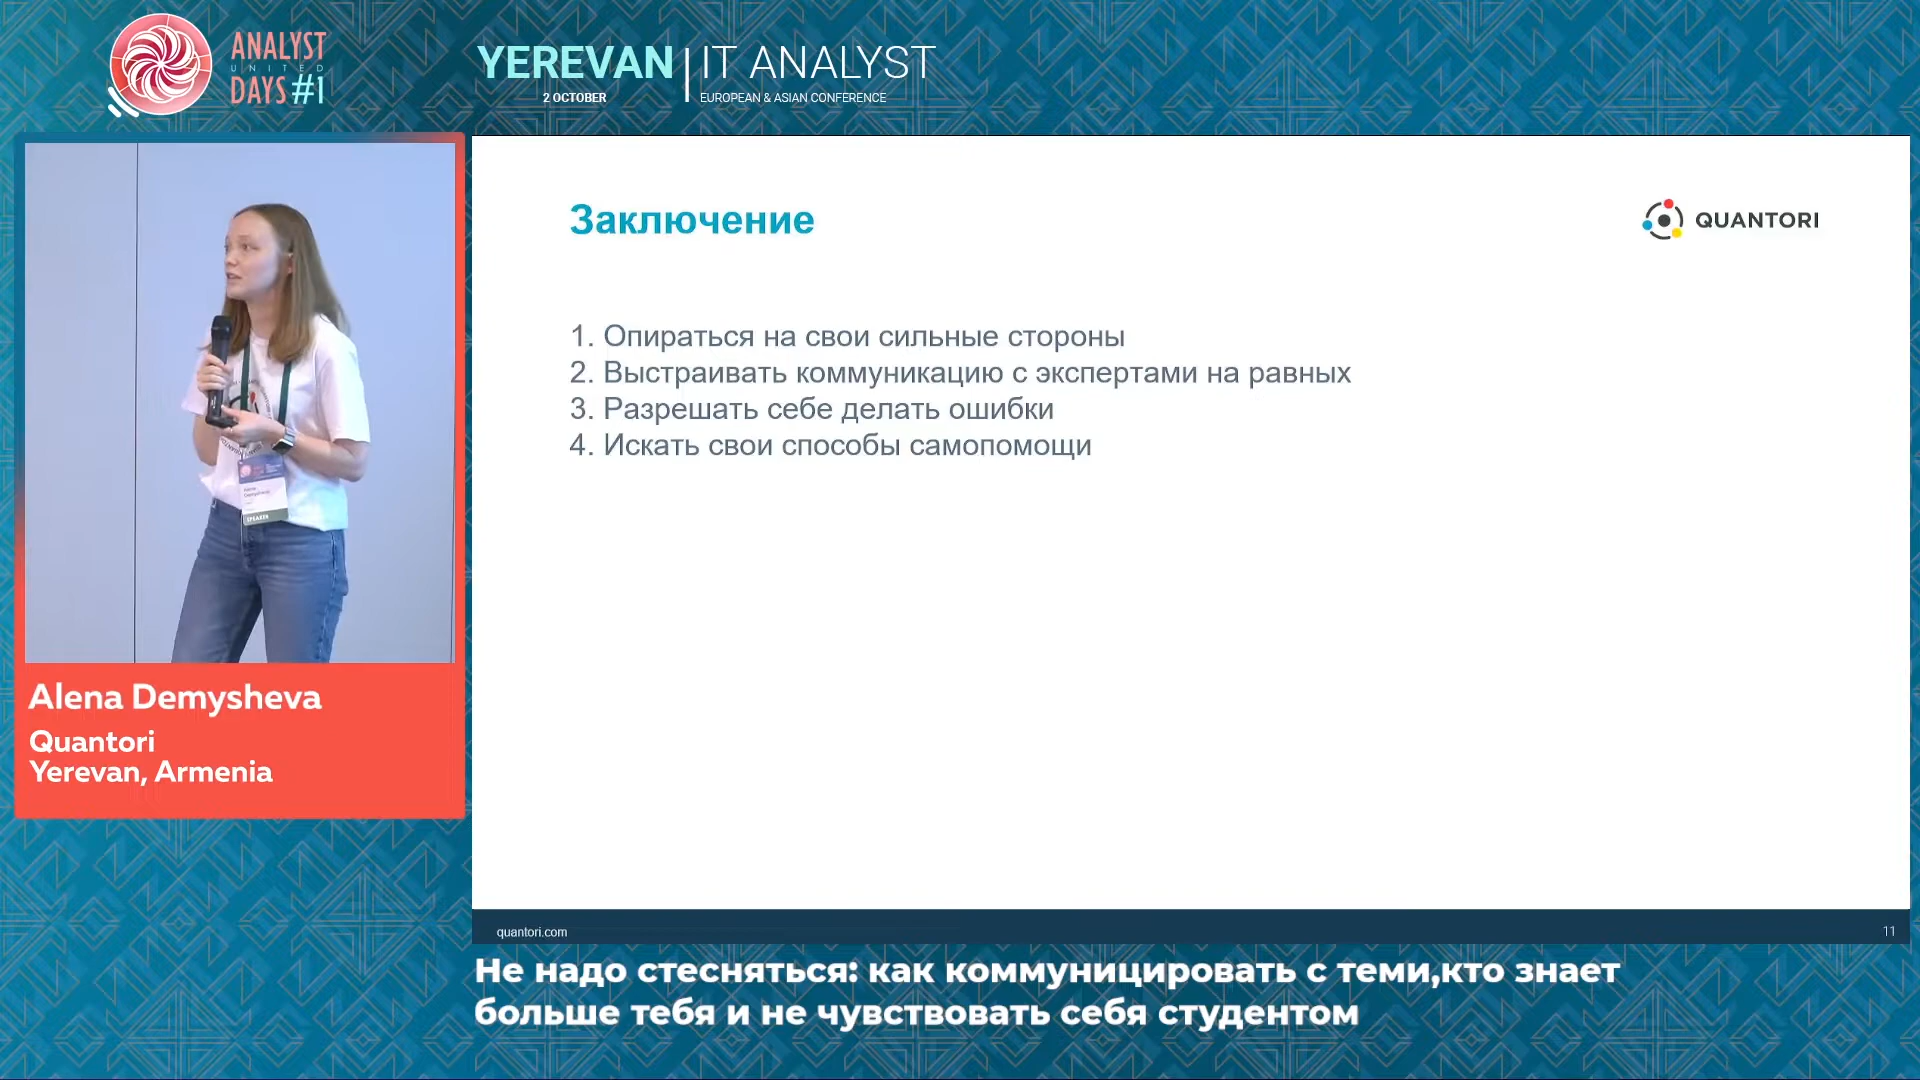 ANALYST
UNITED
DAYS #1
YEREVAN
2 OCTOBER
IT ANALYST
EUROPEAN & ASIAN CONFERENCE
Alena Demysheva
Quantori
Yerevan, Armenia
Заключение
QUANTORI
1. Опираться на свои сильные стороны
2. Выстраивать коммуникацию с экспертами на равных
3. Разрешать себе делать ошибки
4. Искать свои способы самопомощи
quantori.com
11
Не надо стесняться: как коммуницировать с теми,кто знает
больше тебя и не чувствовать себя студентом